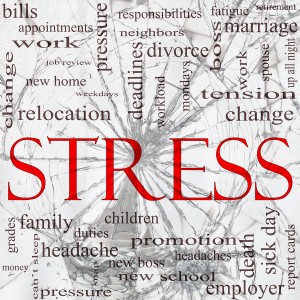 bills
appointments
work
job review
change
new home
weekdays
relocation
pressure
responsibilities
neighbors
deadlines
divorce
workload
mondays
fatigue
retirement
marriage
boss
work
spouse
up all night
tension
change
STRESS
grades
family
duties
headache
money
can't sleep
pressure
children
promotion
headaches
new boss
new school
death
sick day
report cards
employer